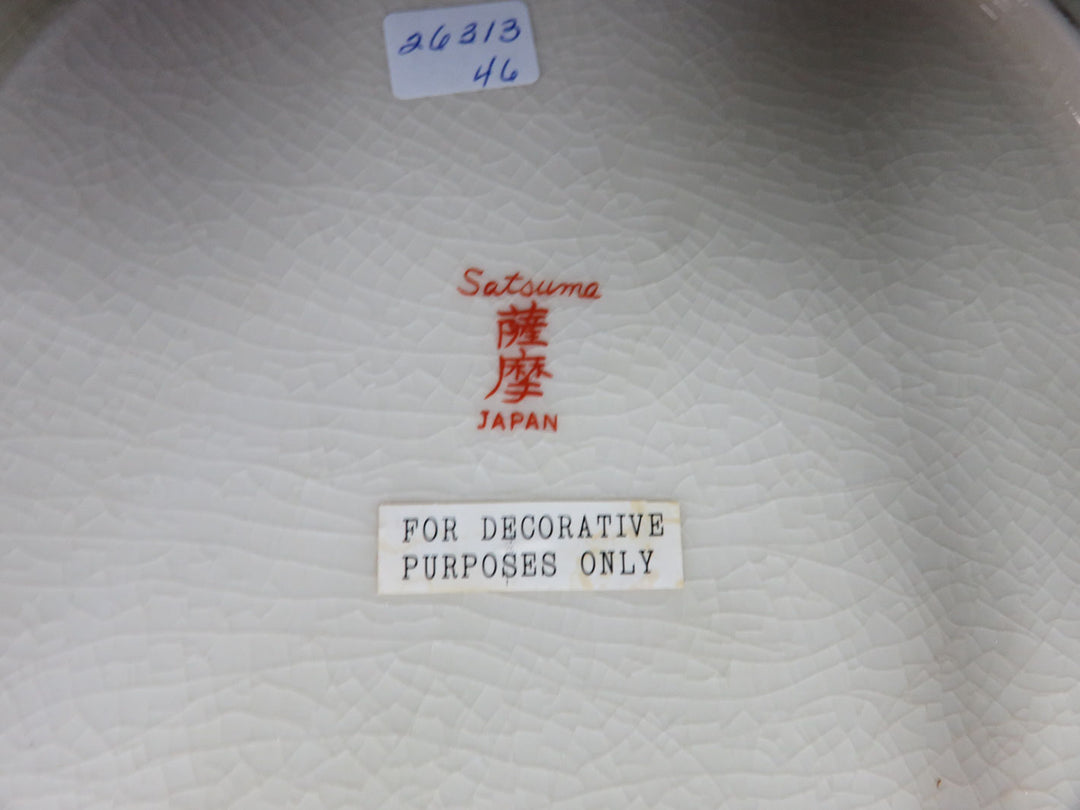 26313
46
Satsuma
薩
摩
JAPAN
FOR DECORATIVE
PURPOSES ONLY